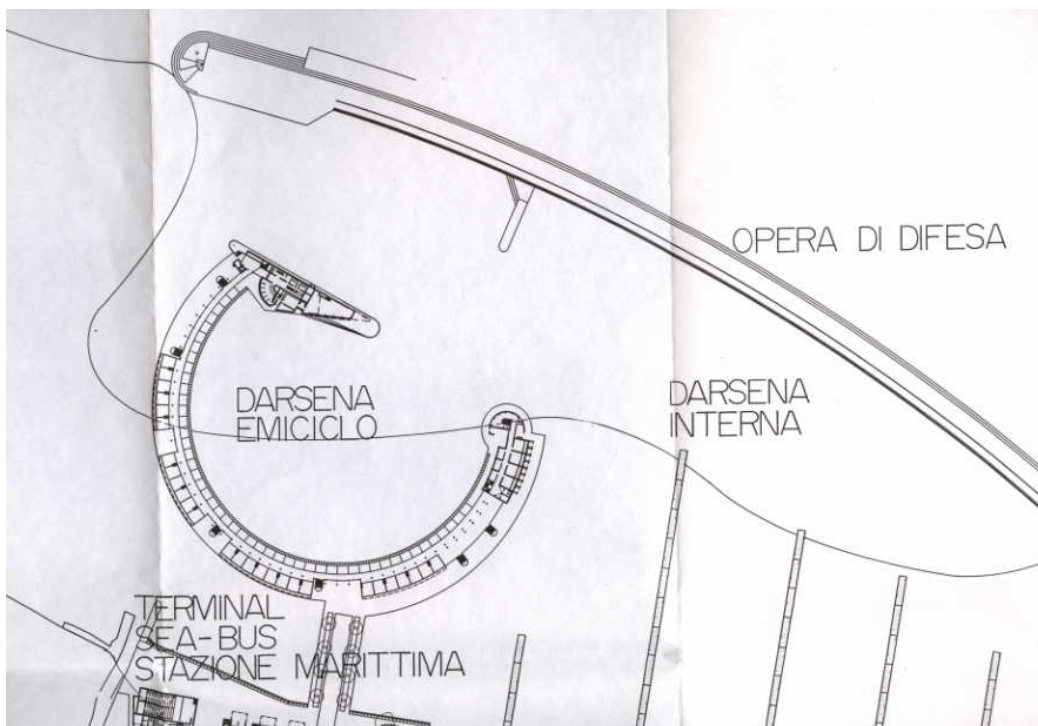 OPERA DI DIFESA
DARSENA
EMICICLO
DARSENA
INTERNA
TERMINAL
SEA-BUS
STAZIONE MARITTIMA